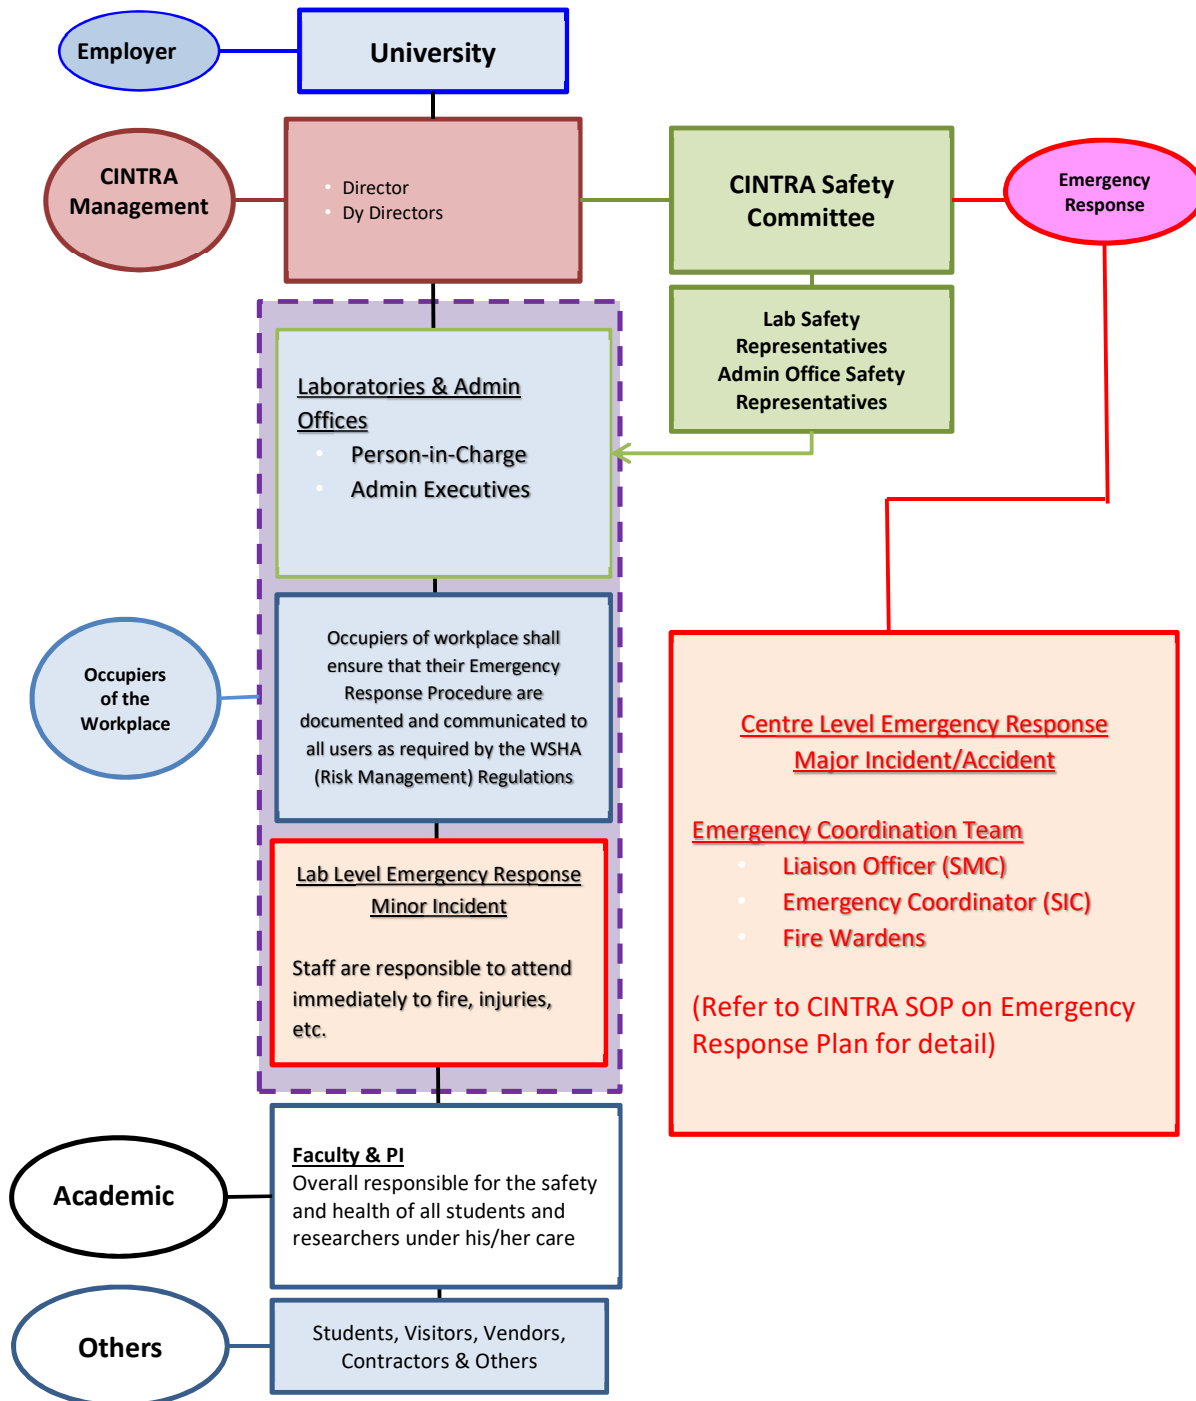 Employer
University
CINTRA
Management
• Director
• Dy Directors
CINTRA Safety
Committee
Emergency
Response
Lab Safety
Representatives
Admin Office Safety
Representatives
Laboratories & Admin
Offices
• Person-in-Charge
• Admin Executives
Occupiers
of the
Workplace
Occupiers of workplace shall
ensure that their Emergency
Response Procedure are
documented and communicated to
all users as required by the WSHA
(Risk Management) Regulations
Centre Level Emergency Response
Major Incident/Accident
Emergency Coordination Team
• Liaison Officer (SMC)
• Emergency Coordinator (SIC)
• Fire Wardens
(Refer to CINTRA SOP on Emergency
Response Plan for detail)
Lab Level Emergency Response
Minor Incident
Staff are responsible to attend
immediately to fire, injuries,
etc.
Academic
Faculty & PI
Overall responsible for the safety
and health of all students and
researchers under his/her care
Others
Students, Visitors, Vendors,
Contractors & Others